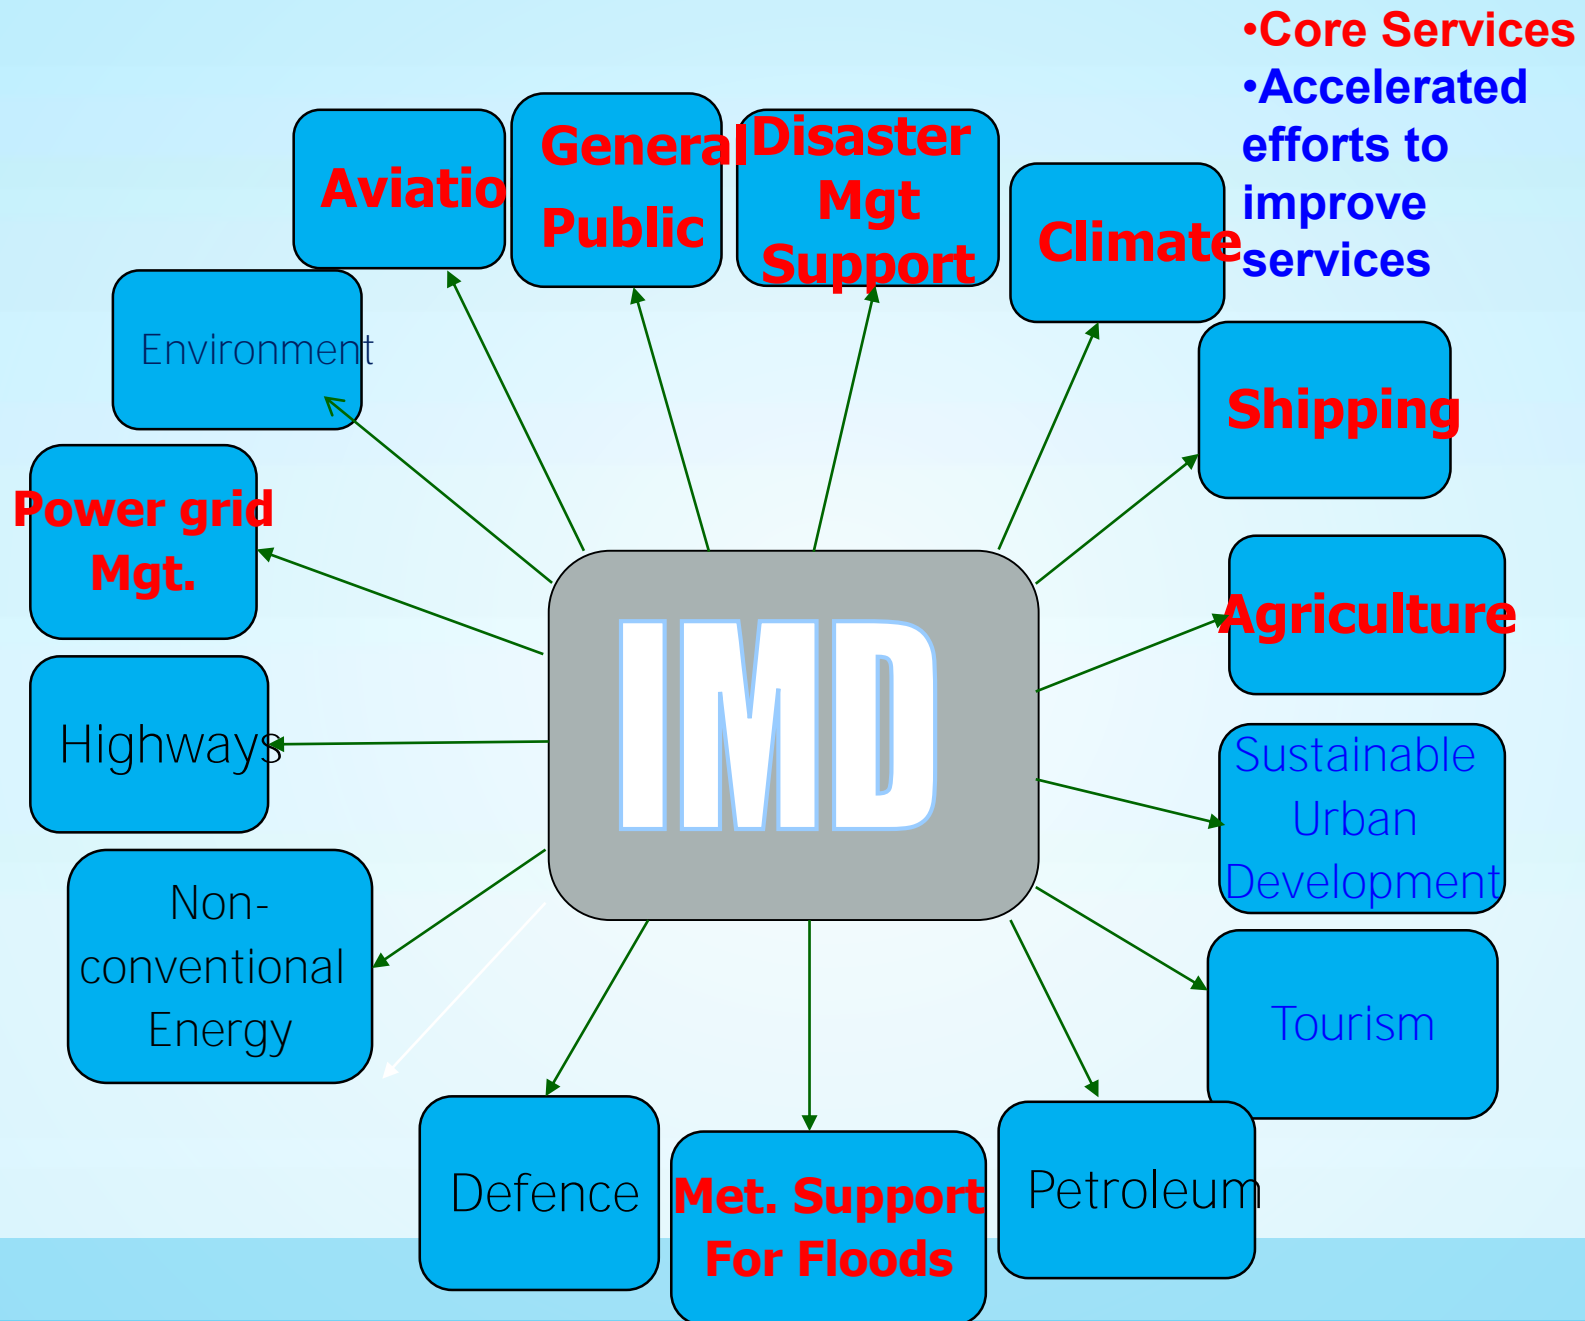 •Core Services
•Accelerated
efforts to
improve
services
Aviatio
General
Public
Disaster
Mgt
Support
Climate
Environment
Shipping
Power grid
Mgt.
Agriculture
IMD
Highways
Sustainable
Urban
Development
Non-
conventional
Energy
Tourism
Defence
Met. Support
For Floods
Petroleum